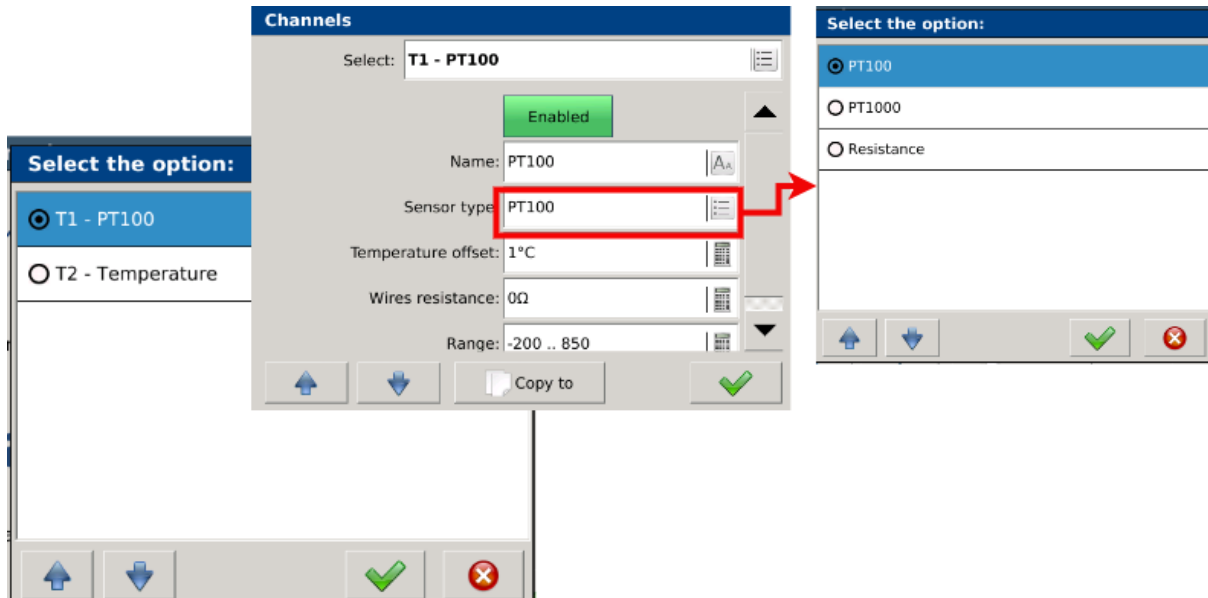 Channels
Select: T1 - PT100
Enabled
Name: PT100
Sensor type PT100
Temperature offset: 1°C
Wires resistance: 0Ω
Range: -200 .. 850
Copy to
Select the option:
PT100
PT1000
Resistance
Select the option:
T1 - PT100
T2 - Temperature